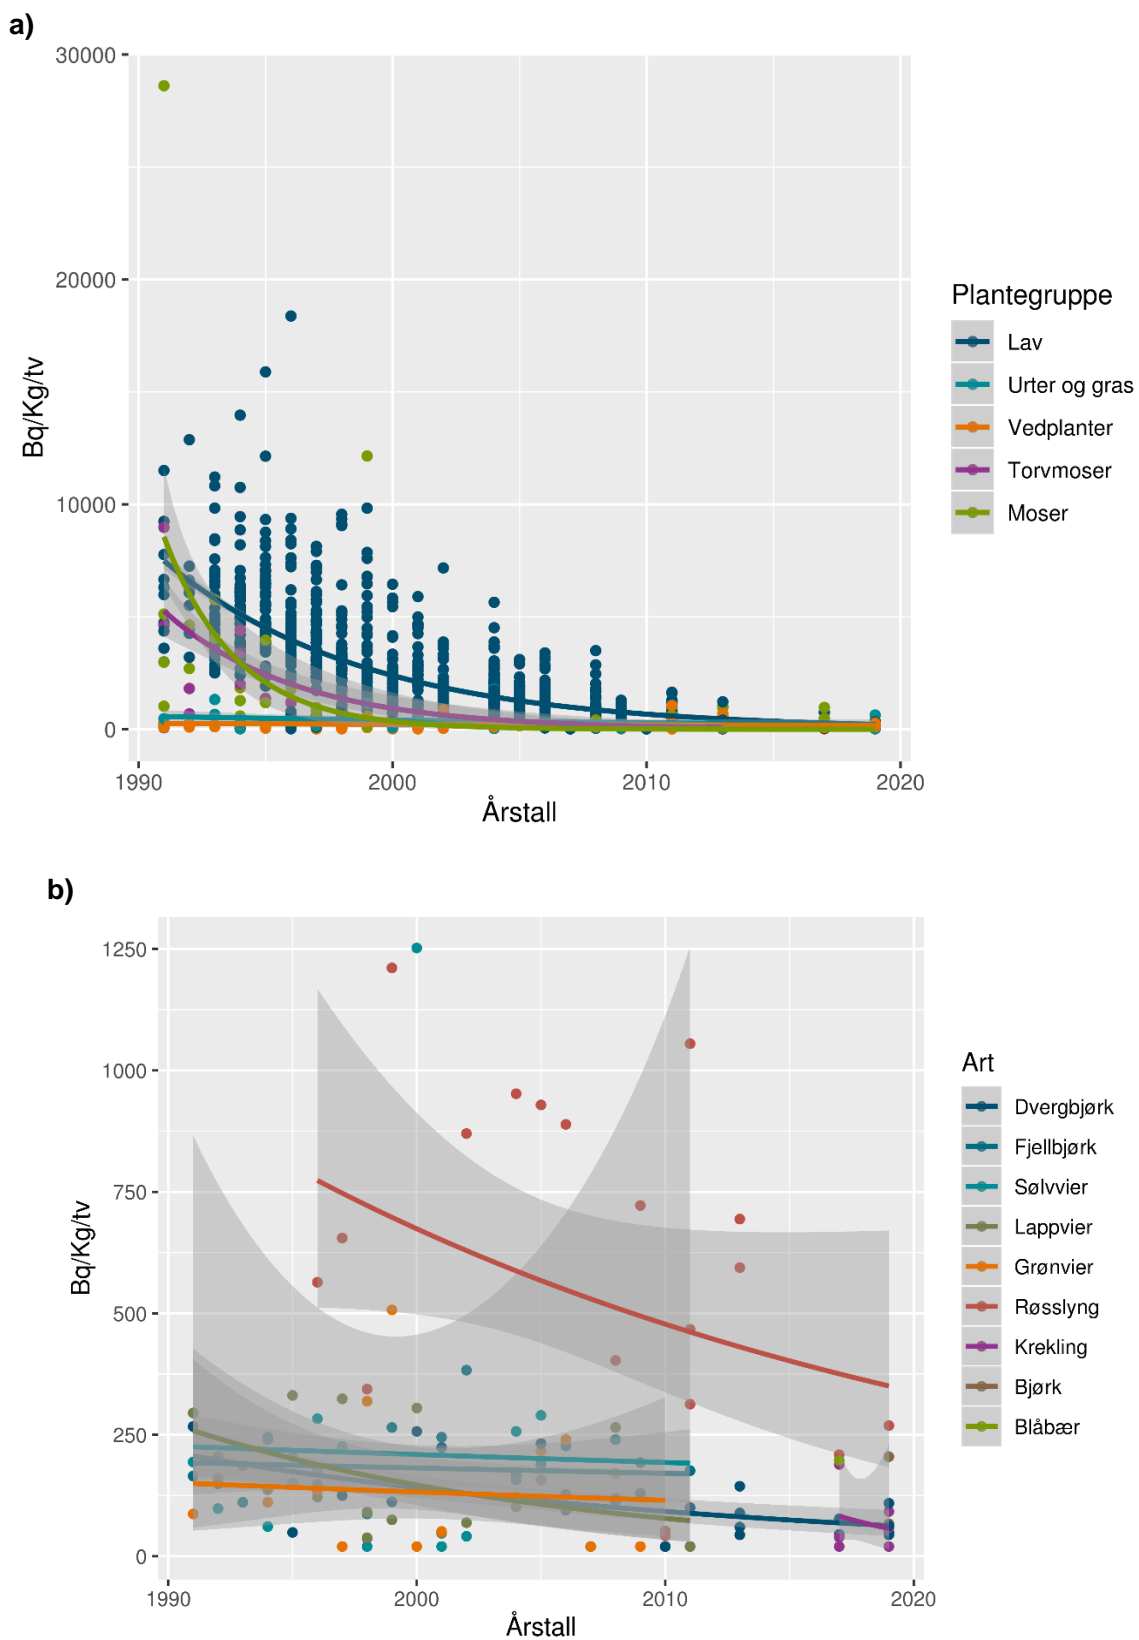 a)
30000
20000
10000
0
Bq/Kg/tv
1990
2000
2010
2020
Årstall
Plantegruppe
Lav
Urter og gras
Vedplanter
Torvmoser
Moser
b)
1250
1000
750
500
250
0
Bq/Kg/tv
1990
2000
2010
2020
Årstall
Art
Dvergbjørk
Fjellbjørk
Sølvvier
Lappvier
Grønvier
Røsslyng
Krekling
Bjørk
Blåbær